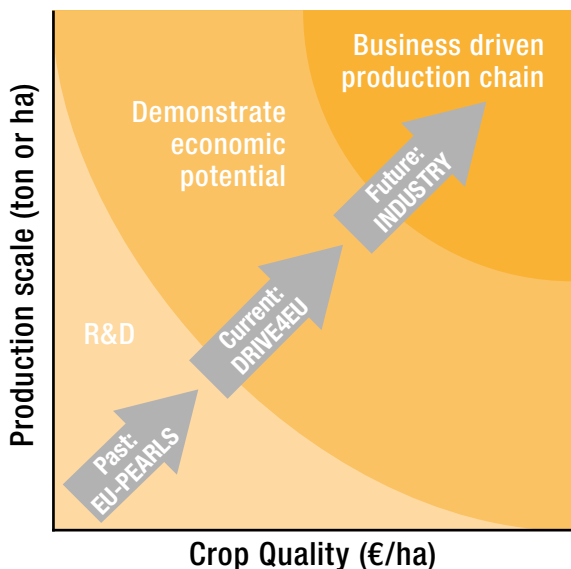 Business driven
production chain
Demonstrate
economic
potential
Future:
INDUSTRY
Current:
DRIVE4EU
R&D
Past:
EU-PEARLS
Production scale (ton or ha)
Crop Quality (€/ha)